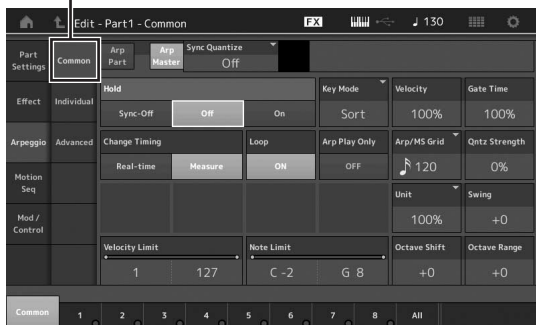 Edit - Part1 - Common FX 130
Part Settings
Common
Arp Part
Arp Master
Sync Quantize
Off
Effect
Individual
Hold
Sync-Off Off On
Key Mode
Sort
Velocity
100%
Gate Time
100%
Arpeggio
Advanced
Change Timing
Real-time Measure
Loop
ON
Arp Play Only
OFF
Arp/MS Grid
120
Qntz Strength
0%
Motion Seq
Unit
100%
Swing
+0
Mod / Control
Velocity Limit
1 127
Note Limit
C -2 G 8
Octave Shift
+0
Octave Range
+0
Common 1 2 3 4 5 6 7 8 All